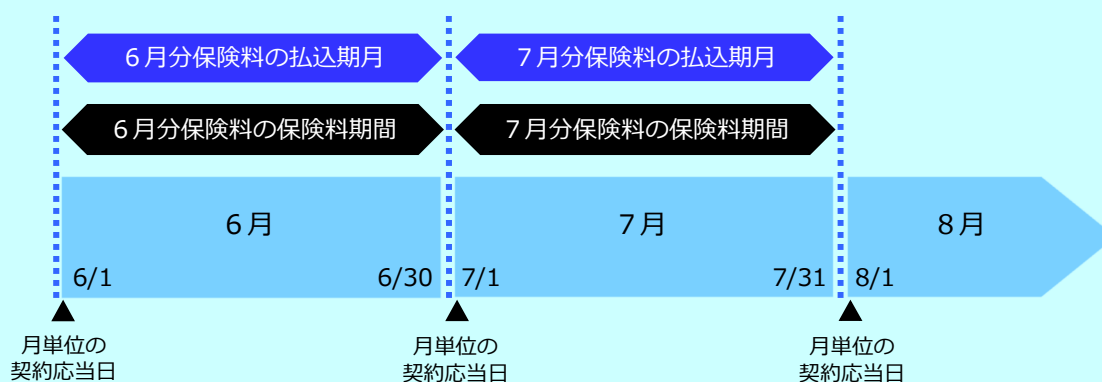 6月分保険料の払込期月
7月分保険料の払込期月
6月分保険料の保険料期間
7月分保険料の保険料期間
6月
7月
8月
6/1
6/30
7/1
7/31
8/1
月単位の
契約応当日
月単位の
契約応当日
月単位の
契約応当日